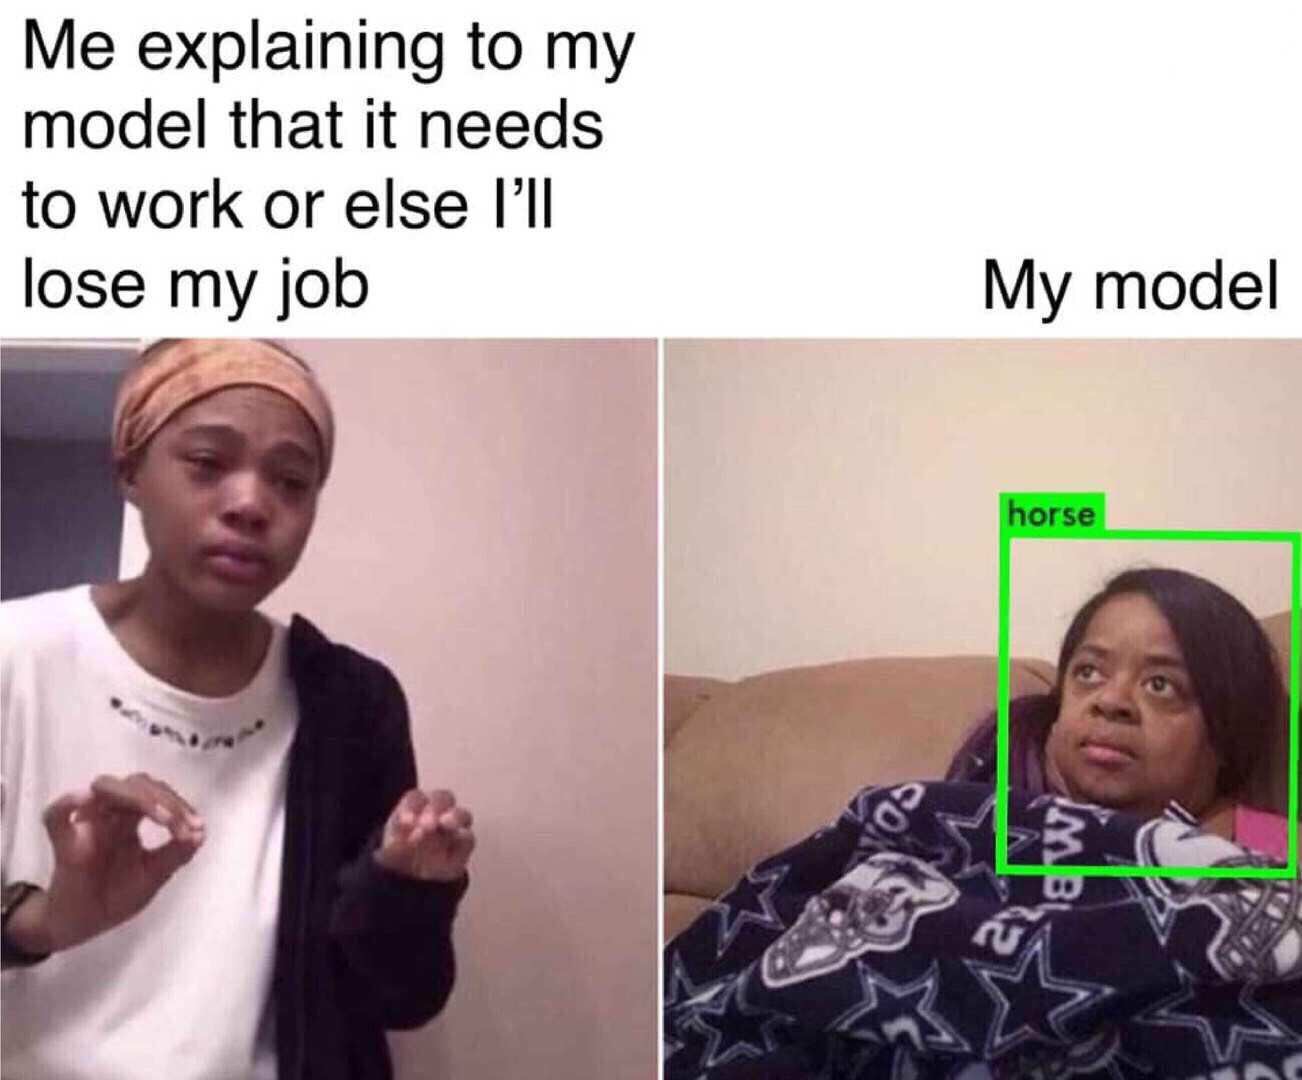 Me explaining to my
model that it needs
to work or else I’ll
lose my job
My model
horse